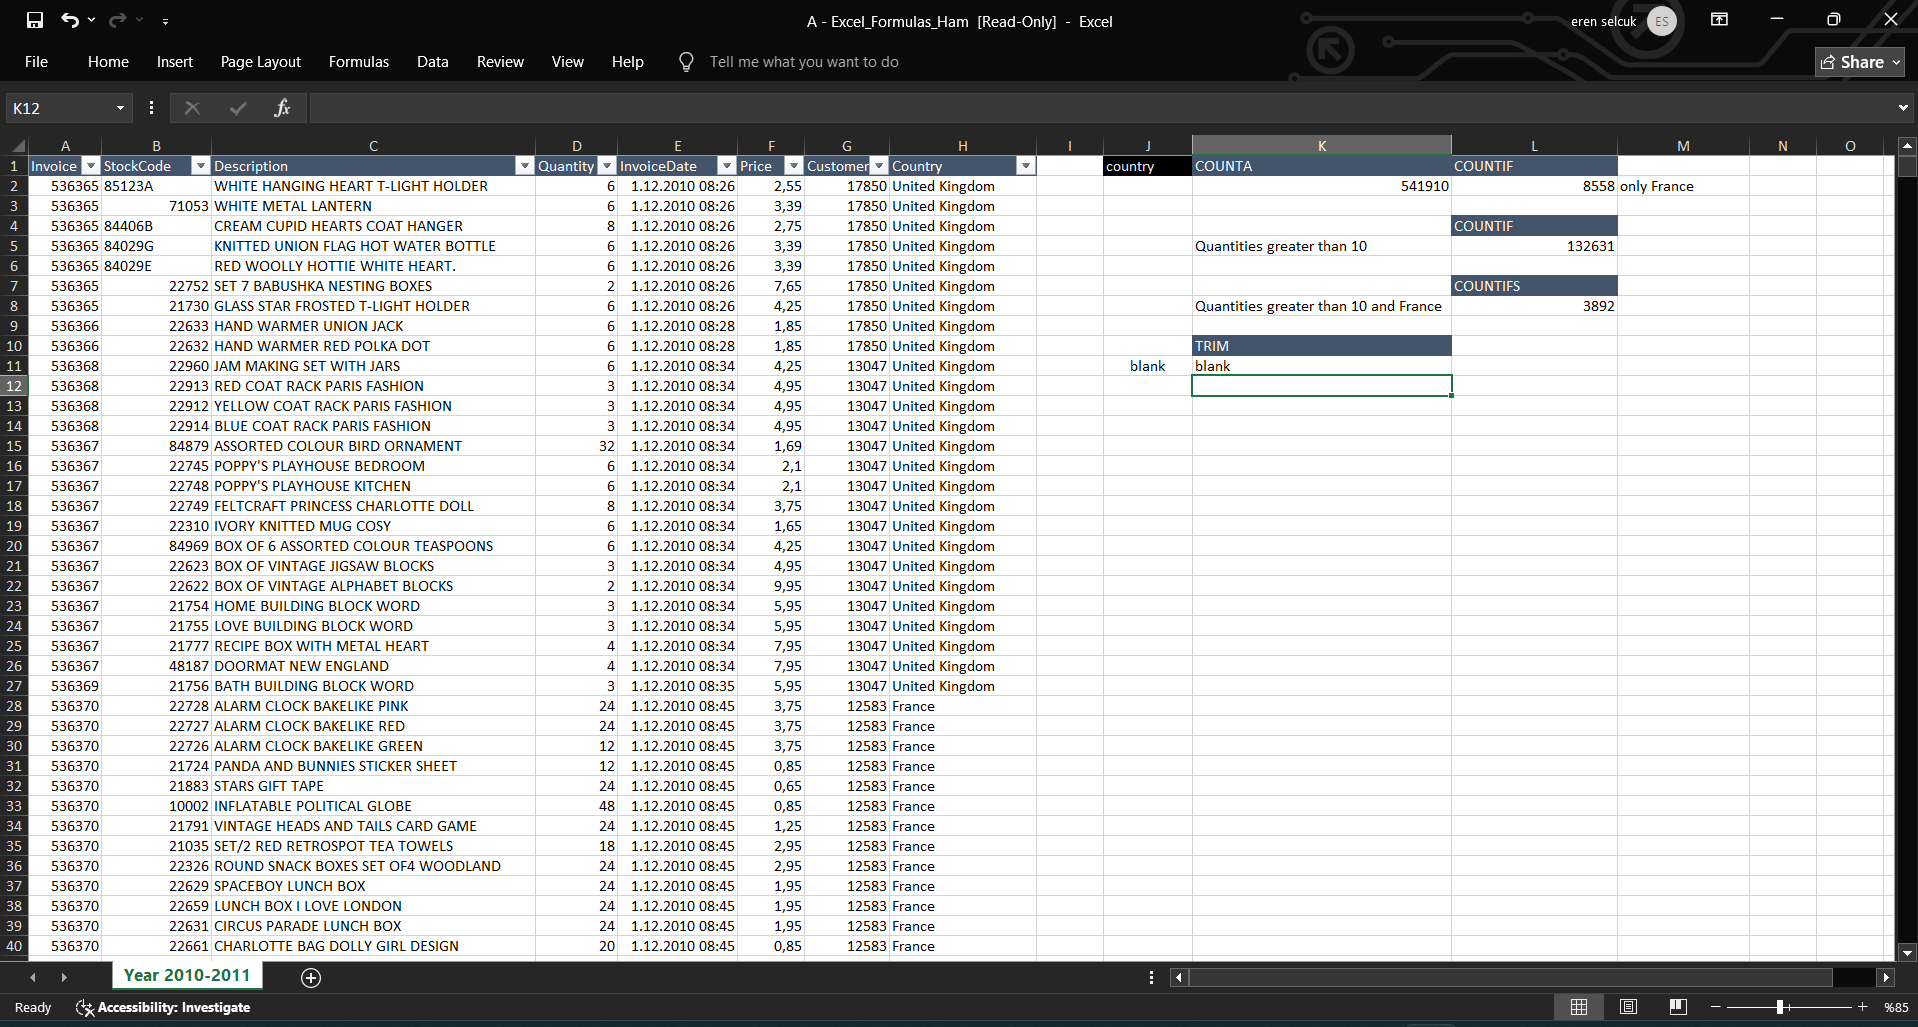 A - Excel_Formulas_Ham [Read-Only] - Excel
eren selcuk ES
File Home Insert Page Layout Formulas Data Review View Help Tell me what you want to do Share
K12 fx
A B C D E F G H I J K L M N O
1 Invoice StockCode Description Quantity InvoiceDate Price Customer Country country COUNTA COUNTIF
2 536365 85123A WHITE HANGING HEART T-LIGHT HOLDER 6 1.12.2010 08:26 2,55 17850 United Kingdom 541910 8558 only France
3 536365 71053 WHITE METAL LANTERN 6 1.12.2010 08:26 3,39 17850 United Kingdom
4 536365 84406B CREAM CUPID HEARTS COAT HANGER 8 1.12.2010 08:26 2,75 17850 United Kingdom COUNTIF
5 536365 84029G KNITTED UNION FLAG HOT WATER BOTTLE 6 1.12.2010 08:26 3,39 17850 United Kingdom Quantities greater than 10 132631
6 536365 84029E RED WOOLLY HOTTIE WHITE HEART. 6 1.12.2010 08:26 3,39 17850 United Kingdom
7 536365 22752 SET 7 BABUSHKA NESTING BOXES 2 1.12.2010 08:26 7,65 17850 United Kingdom COUNTIFS
8 536365 21730 GLASS STAR FROSTED T-LIGHT HOLDER 6 1.12.2010 08:26 4,25 17850 United Kingdom Quantities greater than 10 and France 3892
9 536366 22633 HAND WARMER UNION JACK 6 1.12.2010 08:28 1,85 17850 United Kingdom
10 536366 22632 HAND WARMER RED POLKA DOT 6 1.12.2010 08:28 1,85 17850 United Kingdom TRIM
11 536368 22960 JAM MAKING SET WITH JARS 6 1.12.2010 08:34 4,25 13047 United Kingdom blank blank
12 536368 22913 RED COAT RACK PARIS FASHION 3 1.12.2010 08:34 4,95 13047 United Kingdom
13 536368 22912 YELLOW COAT RACK PARIS FASHION 3 1.12.2010 08:34 4,95 13047 United Kingdom
14 536368 22914 BLUE COAT RACK PARIS FASHION 3 1.12.2010 08:34 4,95 13047 United Kingdom
15 536367 84879 ASSORTED COLOUR BIRD ORNAMENT 32 1.12.2010 08:34 1,69 13047 United Kingdom
16 536367 22745 POPPY'S PLAYHOUSE BEDROOM 6 1.12.2010 08:34 2,1 13047 United Kingdom
17 536367 22748 POPPY'S PLAYHOUSE KITCHEN 6 1.12.2010 08:34 2,1 13047 United Kingdom
18 536367 22749 FELTCRAFT PRINCESS CHARLOTTE DOLL 8 1.12.2010 08:34 3,75 13047 United Kingdom
19 536367 22310 IVORY KNITTED MUG COSY 6 1.12.2010 08:34 1,65 13047 United Kingdom
20 536367 84969 BOX OF 6 ASSORTED COLOUR TEASPOONS 6 1.12.2010 08:34 4,25 13047 United Kingdom
21 536367 22623 BOX OF VINTAGE JIGSAW BLOCKS 3 1.12.2010 08:34 4,95 13047 United Kingdom
22 536367 22622 BOX OF VINTAGE ALPHABET BLOCKS 2 1.12.2010 08:34 9,95 13047 United Kingdom
23 536367 21754 HOME BUILDING BLOCK WORD 3 1.12.2010 08:34 5,95 13047 United Kingdom
24 536367 21755 LOVE BUILDING BLOCK WORD 3 1.12.2010 08:34 5,95 13047 United Kingdom
25 536367 21777 RECIPE BOX WITH METAL HEART 4 1.12.2010 08:34 7,95 13047 United Kingdom
26 536367 48187 DOORMAT NEW ENGLAND 4 1.12.2010 08:34 7,95 13047 United Kingdom
27 536369 21756 BATH BUILDING BLOCK WORD 3 1.12.2010 08:35 5,95 13047 United Kingdom
28 536370 22728 ALARM CLOCK BAKELIKE PINK 24 1.12.2010 08:45 3,75 12583 France
29 536370 22727 ALARM CLOCK BAKELIKE RED 24 1.12.2010 08:45 3,75 12583 France
30 536370 22726 ALARM CLOCK BAKELIKE GREEN 12 1.12.2010 08:45 3,75 12583 France
31 536370 21724 PANDA AND BUNNIES STICKER SHEET 12 1.12.2010 08:45 0,85 12583 France
32 536370 21883 STARS GIFT TAPE 24 1.12.2010 08:45 0,65 12583 France
33 536370 10002 INFLATABLE POLITICAL GLOBE 48 1.12.2010 08:45 0,85 12583 France
34 536370 21791 VINTAGE HEADS AND TAILS CARD GAME 24 1.12.2010 08:45 1,25 12583 France
35 536370 21035 SET/2 RED RETROSPOT TEA TOWELS 18 1.12.2010 08:45 2,95 12583 France
36 536370 22326 ROUND SNACK BOXES SET OF4 WOODLAND 24 1.12.2010 08:45 2,95 12583 France
37 536370 22629 SPACEBOY LUNCH BOX 24 1.12.2010 08:45 1,95 12583 France
38 536370 22659 LUNCH BOX I LOVE LONDON 24 1.12.2010 08:45 1,95 12583 France
39 536370 22631 CIRCUS PARADE LUNCH BOX 24 1.12.2010 08:45 1,95 12583 France
40 536370 22661 CHARLOTTE BAG DOLLY GIRL DESIGN 20 1.12.2010 08:45 0,85 12583 France
Year 2010-2011
Ready Accessibility: Investigate %85